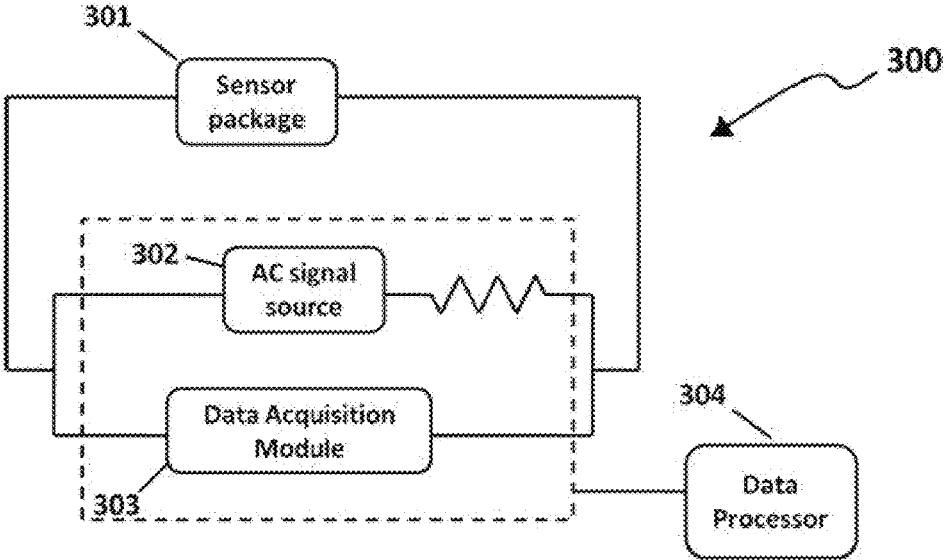 301
Sensor
package
300
302
AC signal
source
Data Acquisition
Module
303
304
Data
Processor